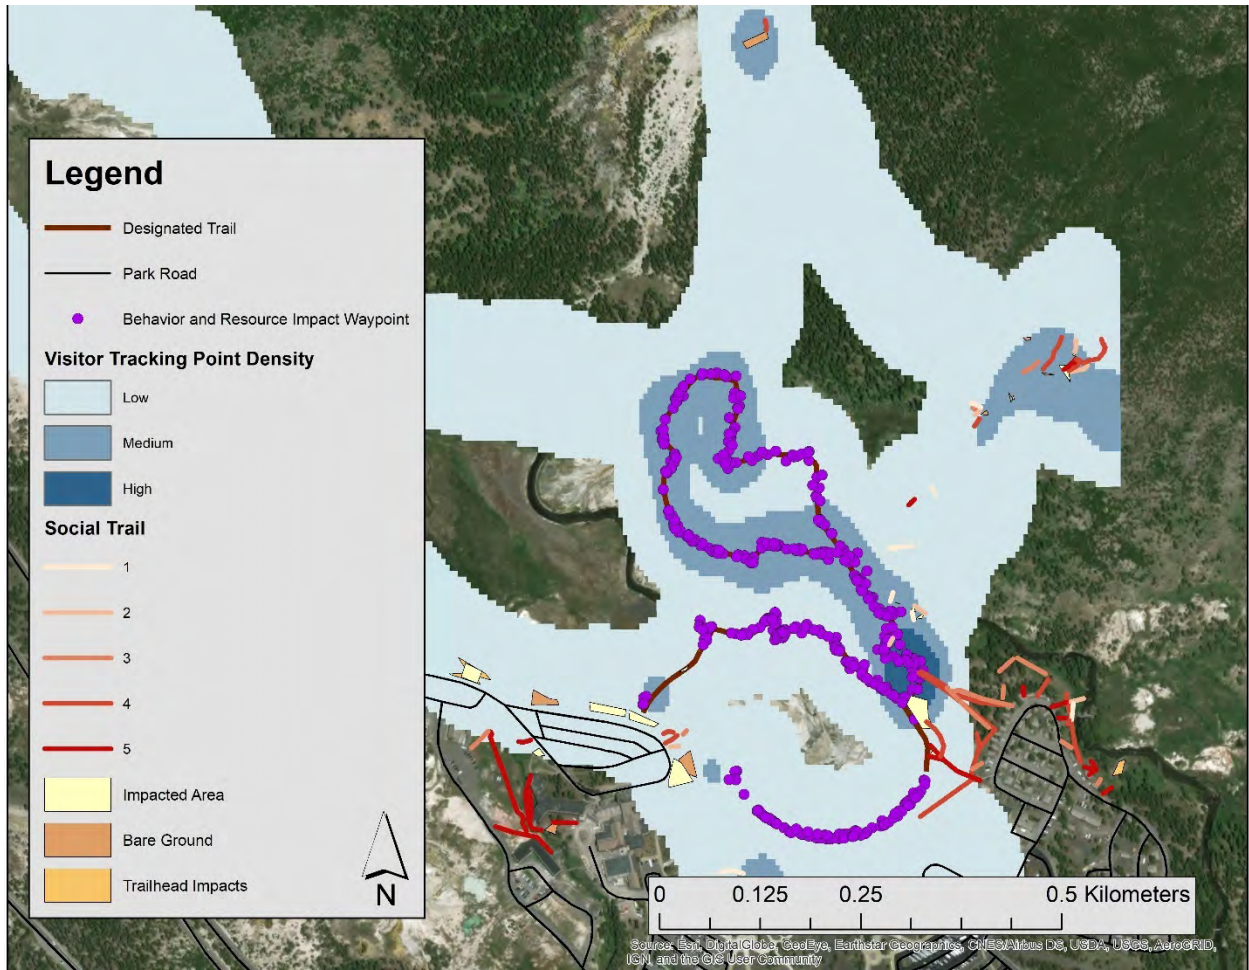 Legend
Designated Trail
Park Road
Behavior and Resource Impact Waypoint
Visitor Tracking Point Density
Low
Medium
High
Social Trail
1
2
3
4
5
Impacted Area
Bare Ground
Trailhead Impacts
N
0 0.125 0.25 0.5 Kilometers
Source: Esri, DigitalGlobe, GeoEye, Earthstar Geographics, CNES/Airbus DS, USDA, USGS, AeroGRID,
IGN, and the GIS User Community